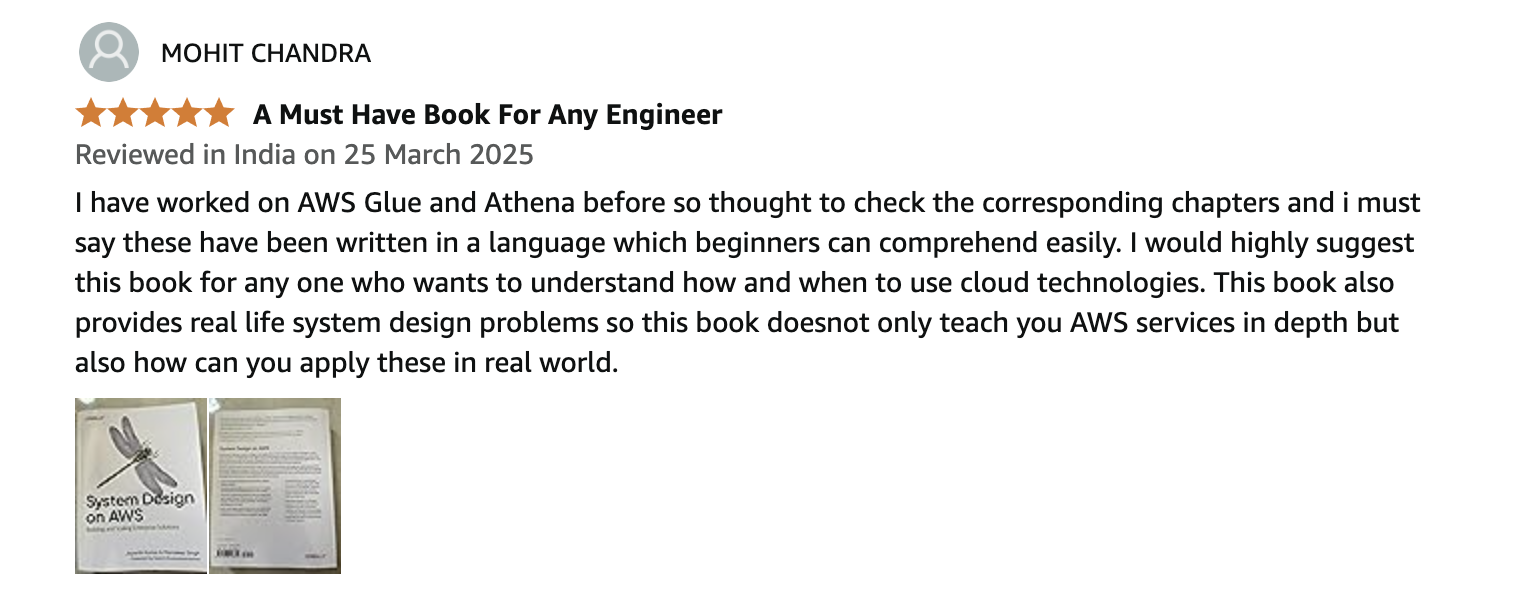 MOHIT CHANDRA
A Must Have Book For Any Engineer
Reviewed in India on 25 March 2025
I have worked on AWS Glue and Athena before so thought to check the corresponding chapters and i must
say these have been written in a language which beginners can comprehend easily. I would highly suggest
this book for any one who wants to understand how and when to use cloud technologies. This book also
provides real life system design problems so this book doesnot only teach you AWS services in depth but
also how can you apply these in real world.
System Design
on AWS
Building and Scaling Enterprise Solutions
System Design on AWS